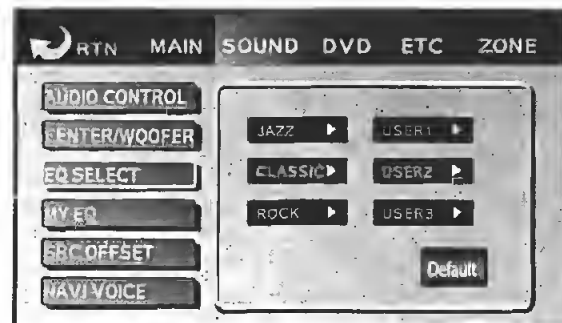 RTN MAIN SOUND DVD ETC ZONE
AUDIO CONTROL
CENTER/WOOFER
EQ SELECT
MY EQ
SRC OFFSET
NAVI VOICE
JAZZ USER1
CLASSIC USER2
ROCK USER3
Default